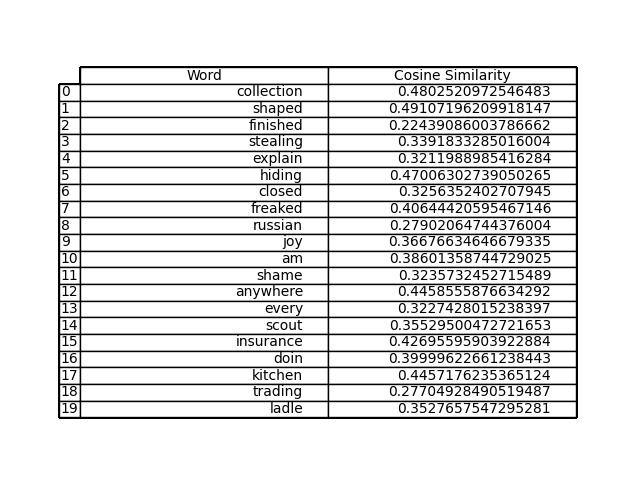 Word Cosine Similarity
0 collection 0.4802520972546483
1 shaped 0.49107196209918147
2 finished 0.22439086003786662
3 stealing 0.3391833285016004
4 explain 0.3211988985416284
5 hiding 0.47006302739050265
6 closed 0.3256352402707945
7 freaked 0.40644420595467146
8 russian 0.27902064744376004
9 joy 0.36676634646679335
10 am 0.38601358744729025
11 shame 0.3235732452715489
12 anywhere 0.4458555876634292
13 every 0.3227428015238397
14 scout 0.35529500472721653
15 insurance 0.42695595903922884
16 doin 0.39999622661238443
17 kitchen 0.4457176235365124
18 trading 0.27704928490519487
19 ladle 0.3527657547295281